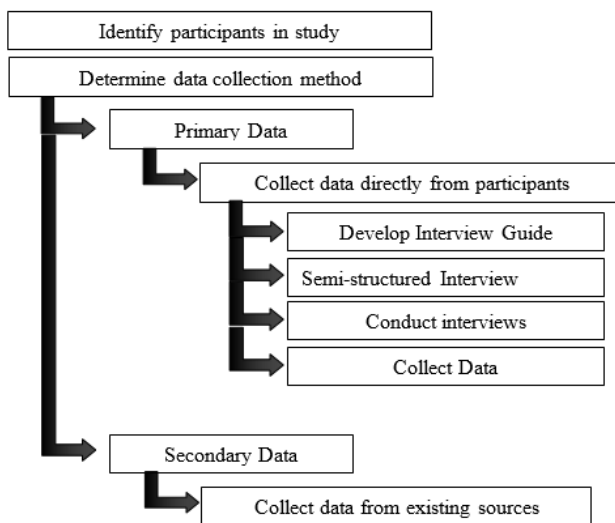 Identify participants in study
Determine data collection method
Primary Data
Collect data directly from participants
Develop Interview Guide
Semi-structured Interview
Conduct interviews
Collect Data
Secondary Data
Collect data from existing sources